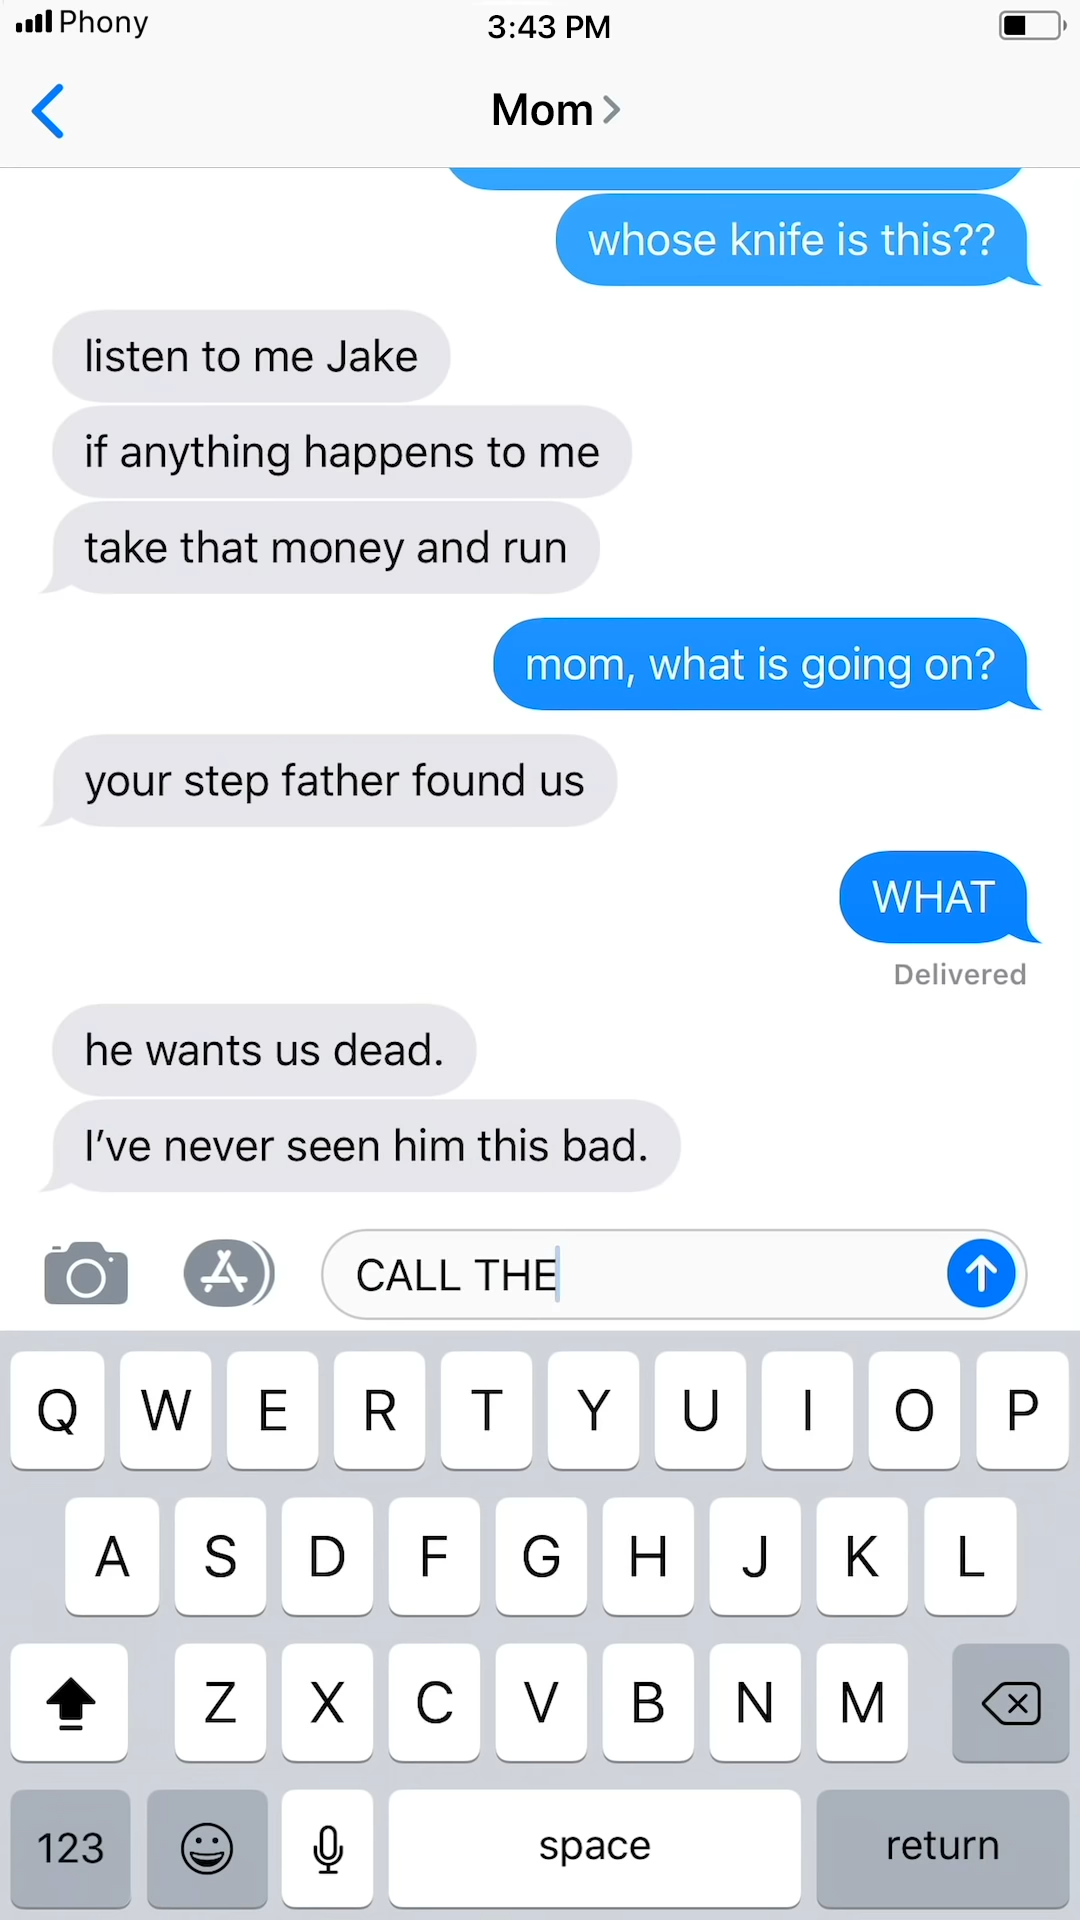 Phony
3:43 PM
Mom
whose knife is this??
listen to me Jake
if anything happens to me
take that money and run
mom, what is going on?
your step father found us
WHAT
Delivered
he wants us dead.
I’ve never seen him this bad.
CALL THE
Q W E R T Y U I O P
A S D F G H J K L
Z X C V B N M
123 space return